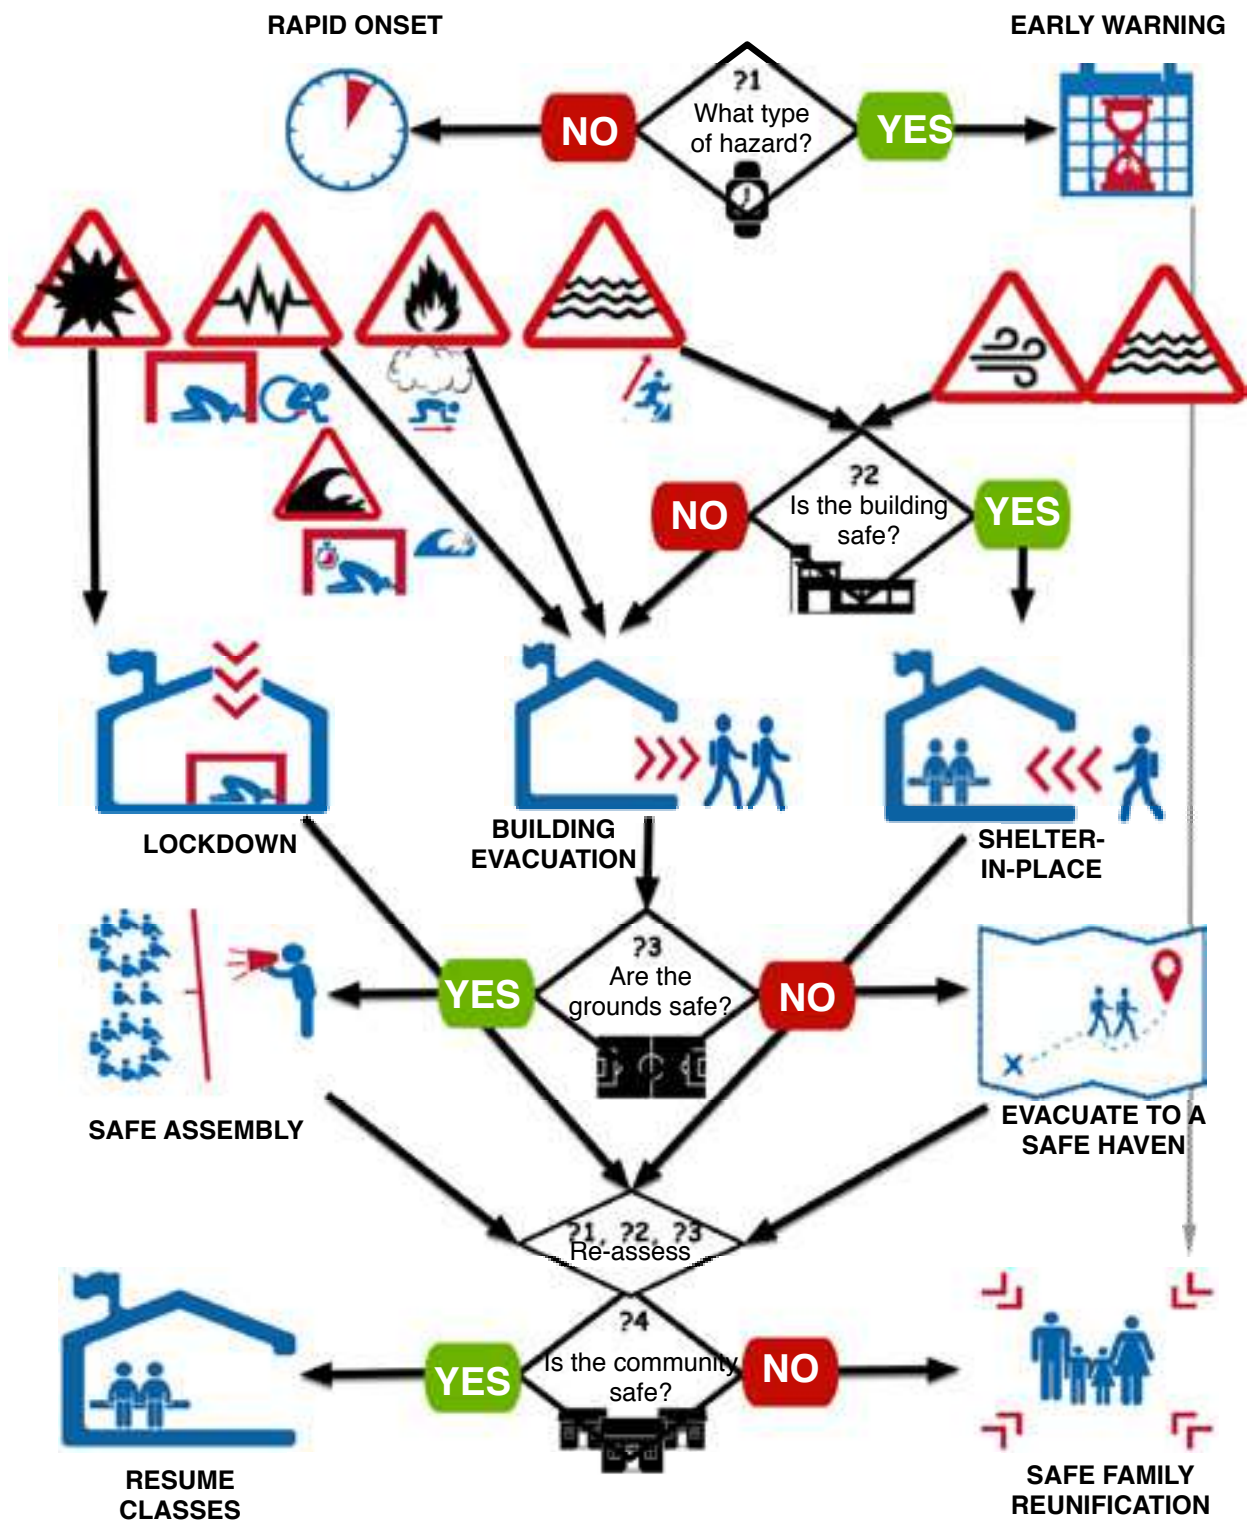 RAPID ONSET
EARLY WARNING
?1
What type
of hazard?
NO
YES
?2
Is the building
safe?
NO
YES
LOCKDOWN
BUILDING
EVACUATION
SHELTER-
IN-PLACE
?3
Are the
grounds safe?
YES
NO
SAFE ASSEMBLY
EVACUATE TO A
SAFE HAVEN
?1, ?2, ?3
Re-assess
?4
Is the community
safe?
YES
NO
RESUME
CLASSES
SAFE FAMILY
REUNIFICATION